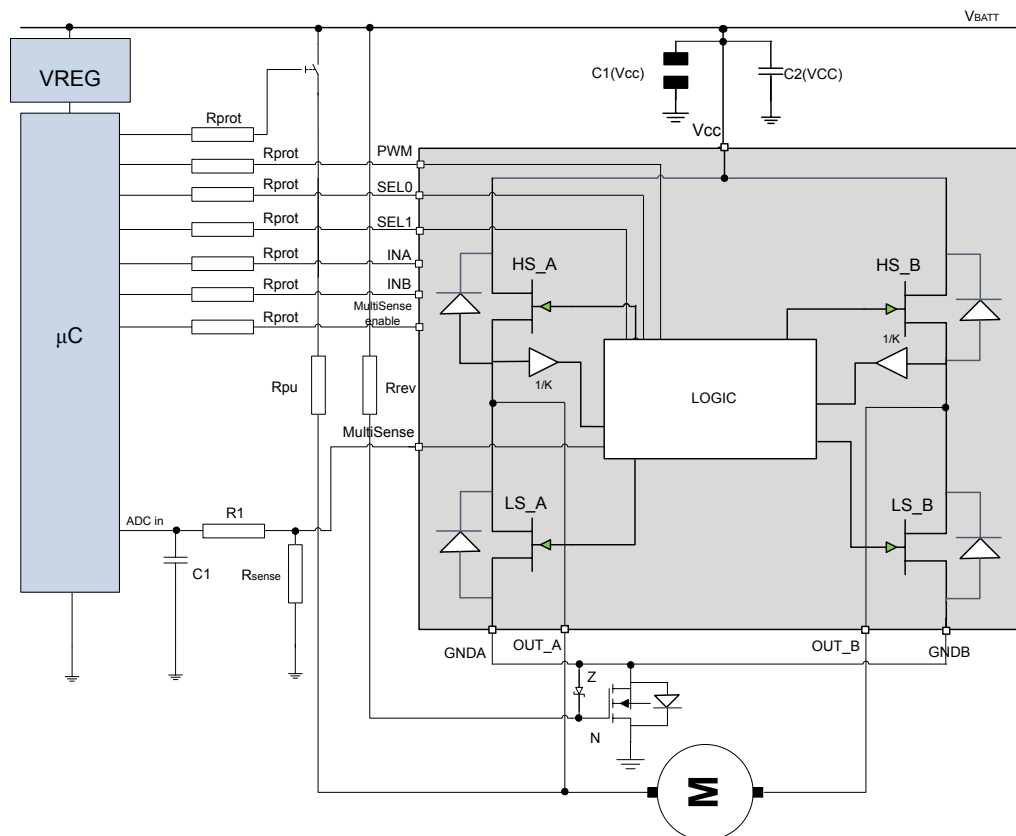 VBATT
VREG
C1(Vcc)
C2(VCC)
Rprot
Vcc
Rprot
PWM
Rprot
SEL0
Rprot
SEL1
Rprot
INA
HS_A
HS_B
Rprot
INB
MultiSense
enable
Rprot
µC
1/K
1/K
Rpu
Rrev
LOGIC
MultiSense
LS_A
LS_B
R1
ADC in
C1
Rsense
GNDA
OUT_A
OUT_B
GNDB
Z
N
M